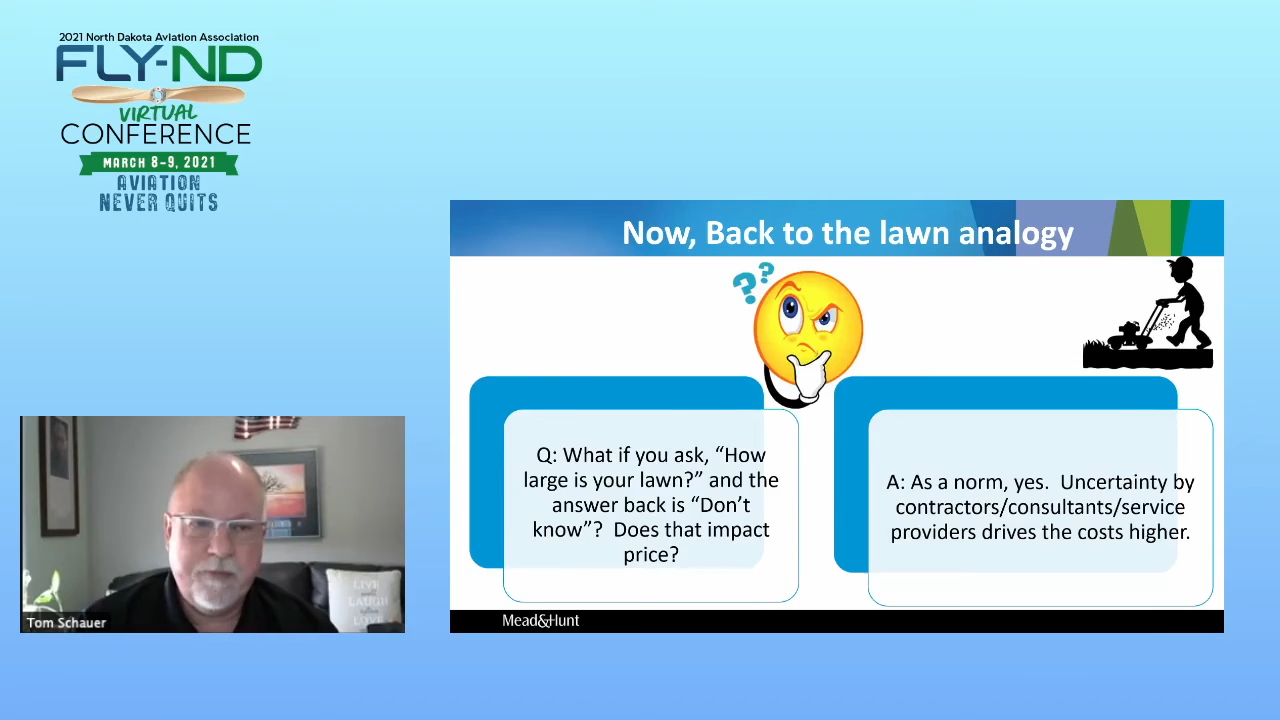 2021 North Dakota Aviation Association
FLY-ND
VIRTUAL
CONFERENCE
MARCH 8-9, 2021
AVIATION
NEVER QUITS
Now, Back to the lawn analogy
??
Q: What if you ask, “How
large is your lawn?” and the
answer back is “Don’t
know”? Does that impact
price?
A: As a norm, yes. Uncertainty by
contractors/consultants/service
providers drives the costs higher.
Mead&Hunt
LIVE
LAUGH
LOVE
Tom Schauer